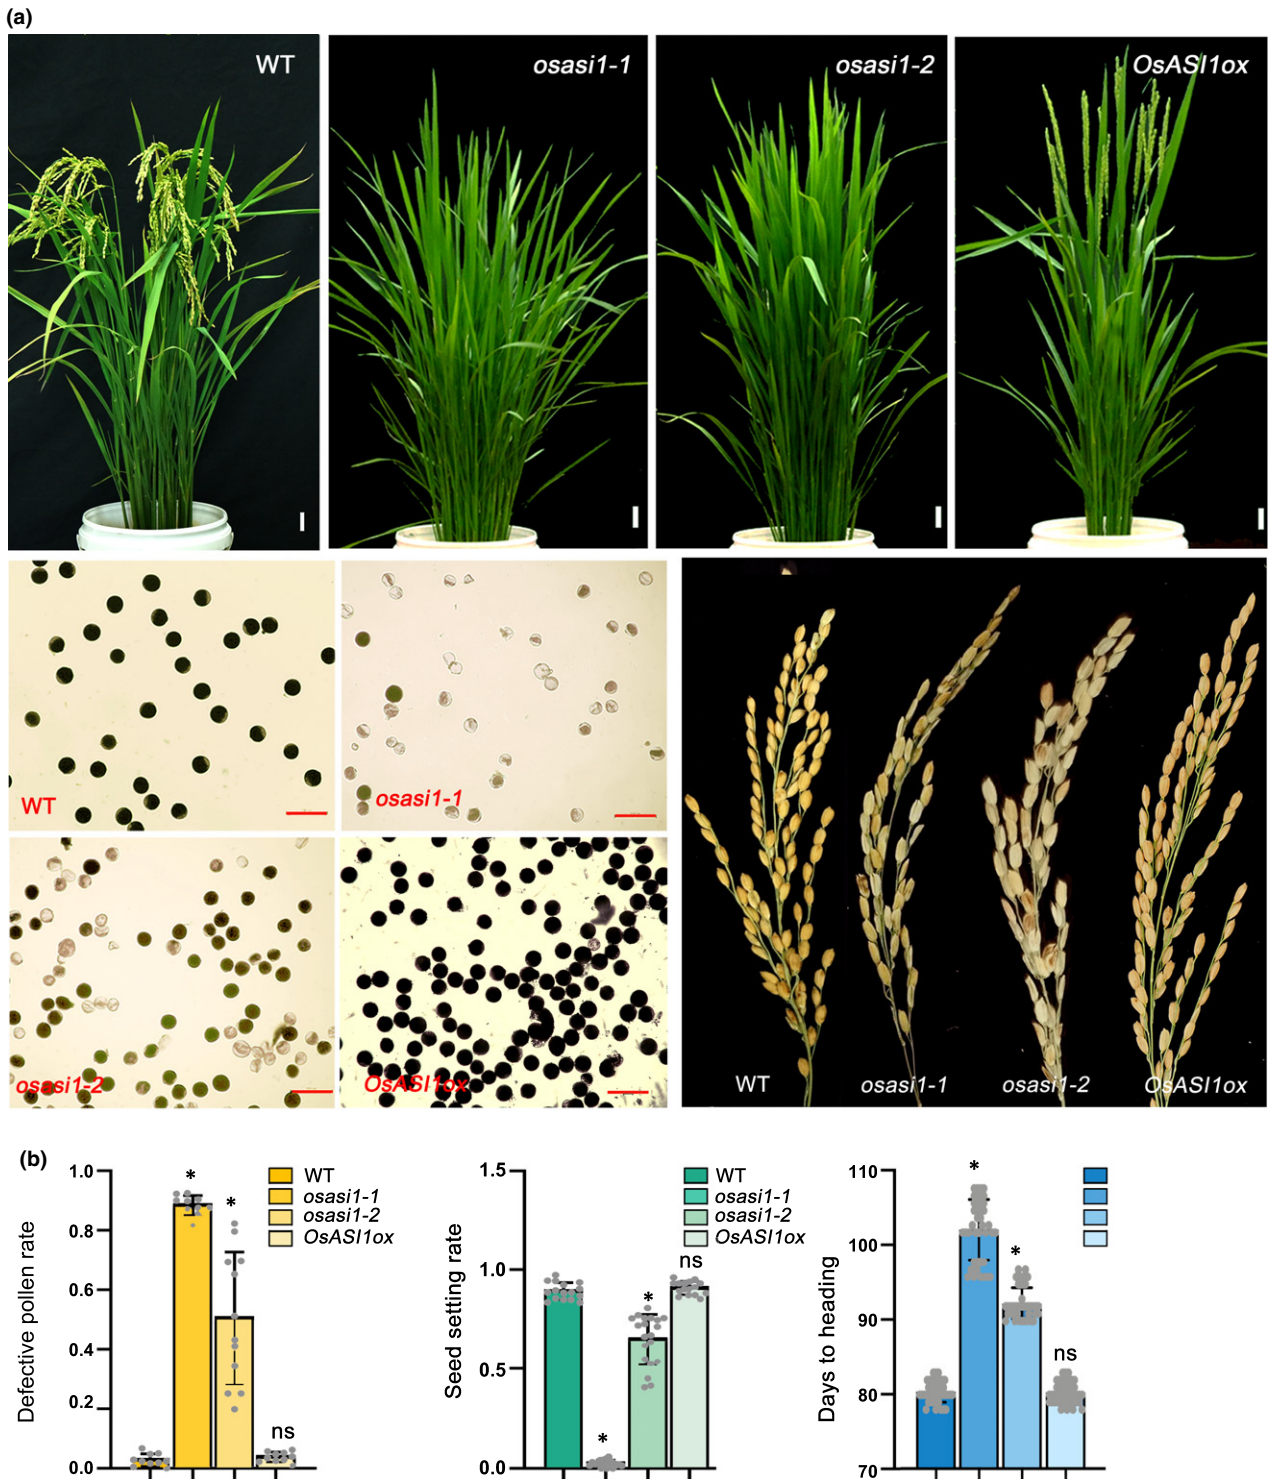 (a)
WT
osasi1-1
osasi1-2
OsASI1ox
WT
osasi1-1
osasi1-2
OsASI1ox
WT
osasi1-1
osasi1-2
OsASI1ox
(b)
Defective pollen rate
1.0
0.8
0.6
0.4
0.2
0.0
*
*
ns
WT
osasi1-1
osasi1-2
OsASI1ox
Seed setting rate
1.5
1.0
0.5
0.0
*
*
ns
WT
osasi1-1
osasi1-2
OsASI1ox
Days to heading
110
100
90
80
70
*
*
ns